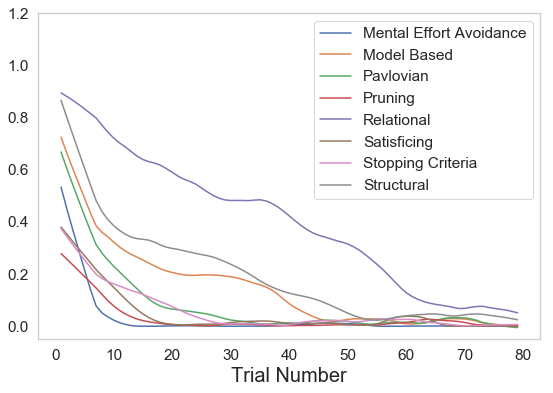 1.2
1.0
0.8
0.6
0.4
0.2
0.0
Mental Effort Avoidance
Model Based
Pavlovian
Pruning
Relational
Satisficing
Stopping Criteria
Structural
0 10 20 30 40 50 60 70 80
Trial Number